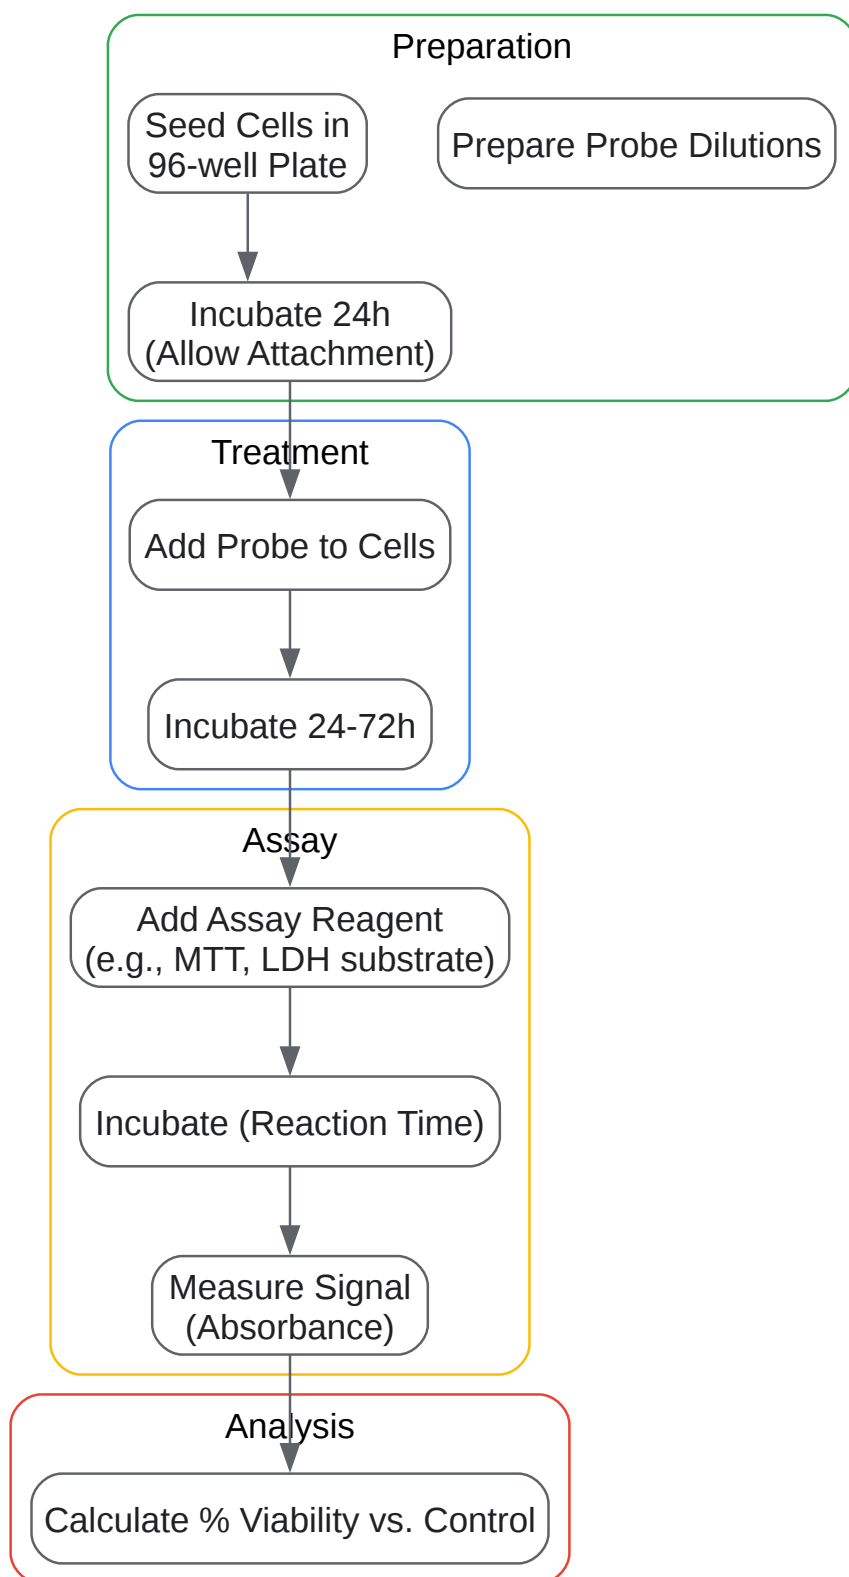 Preparation
Seed Cells in
96-well Plate
Prepare Probe Dilutions
Incubate 24h
(Allow Attachment)
Treatment
Add Probe to Cells
Incubate 24-72h
Assay
Add Assay Reagent
(e.g., MTT, LDH substrate)
Incubate (Reaction Time)
Measure Signal
(Absorbance)
Analysis
Calculate % Viability vs. Control